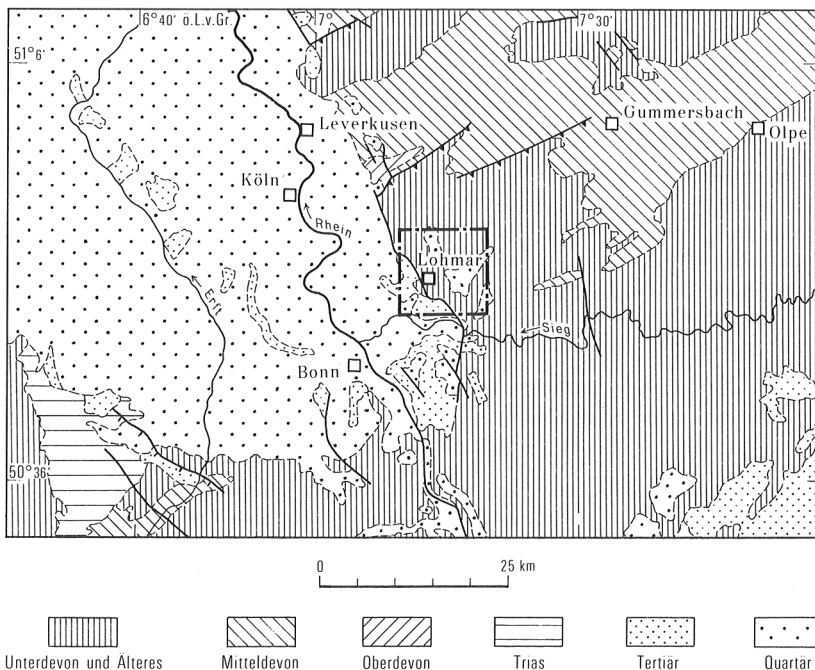 6°40' ö.L.v.Gr.
7°
7°30'
51°6'
Leverkusen
Gummersbach
Olpe
Köln
Rhein
Lohmar
Erft
Sieg
Bonn
50°36'
0 25 km
Unterdevon und Älteres
Mitteldevon
Oberdevon
Trias
Tertiär
Quartär